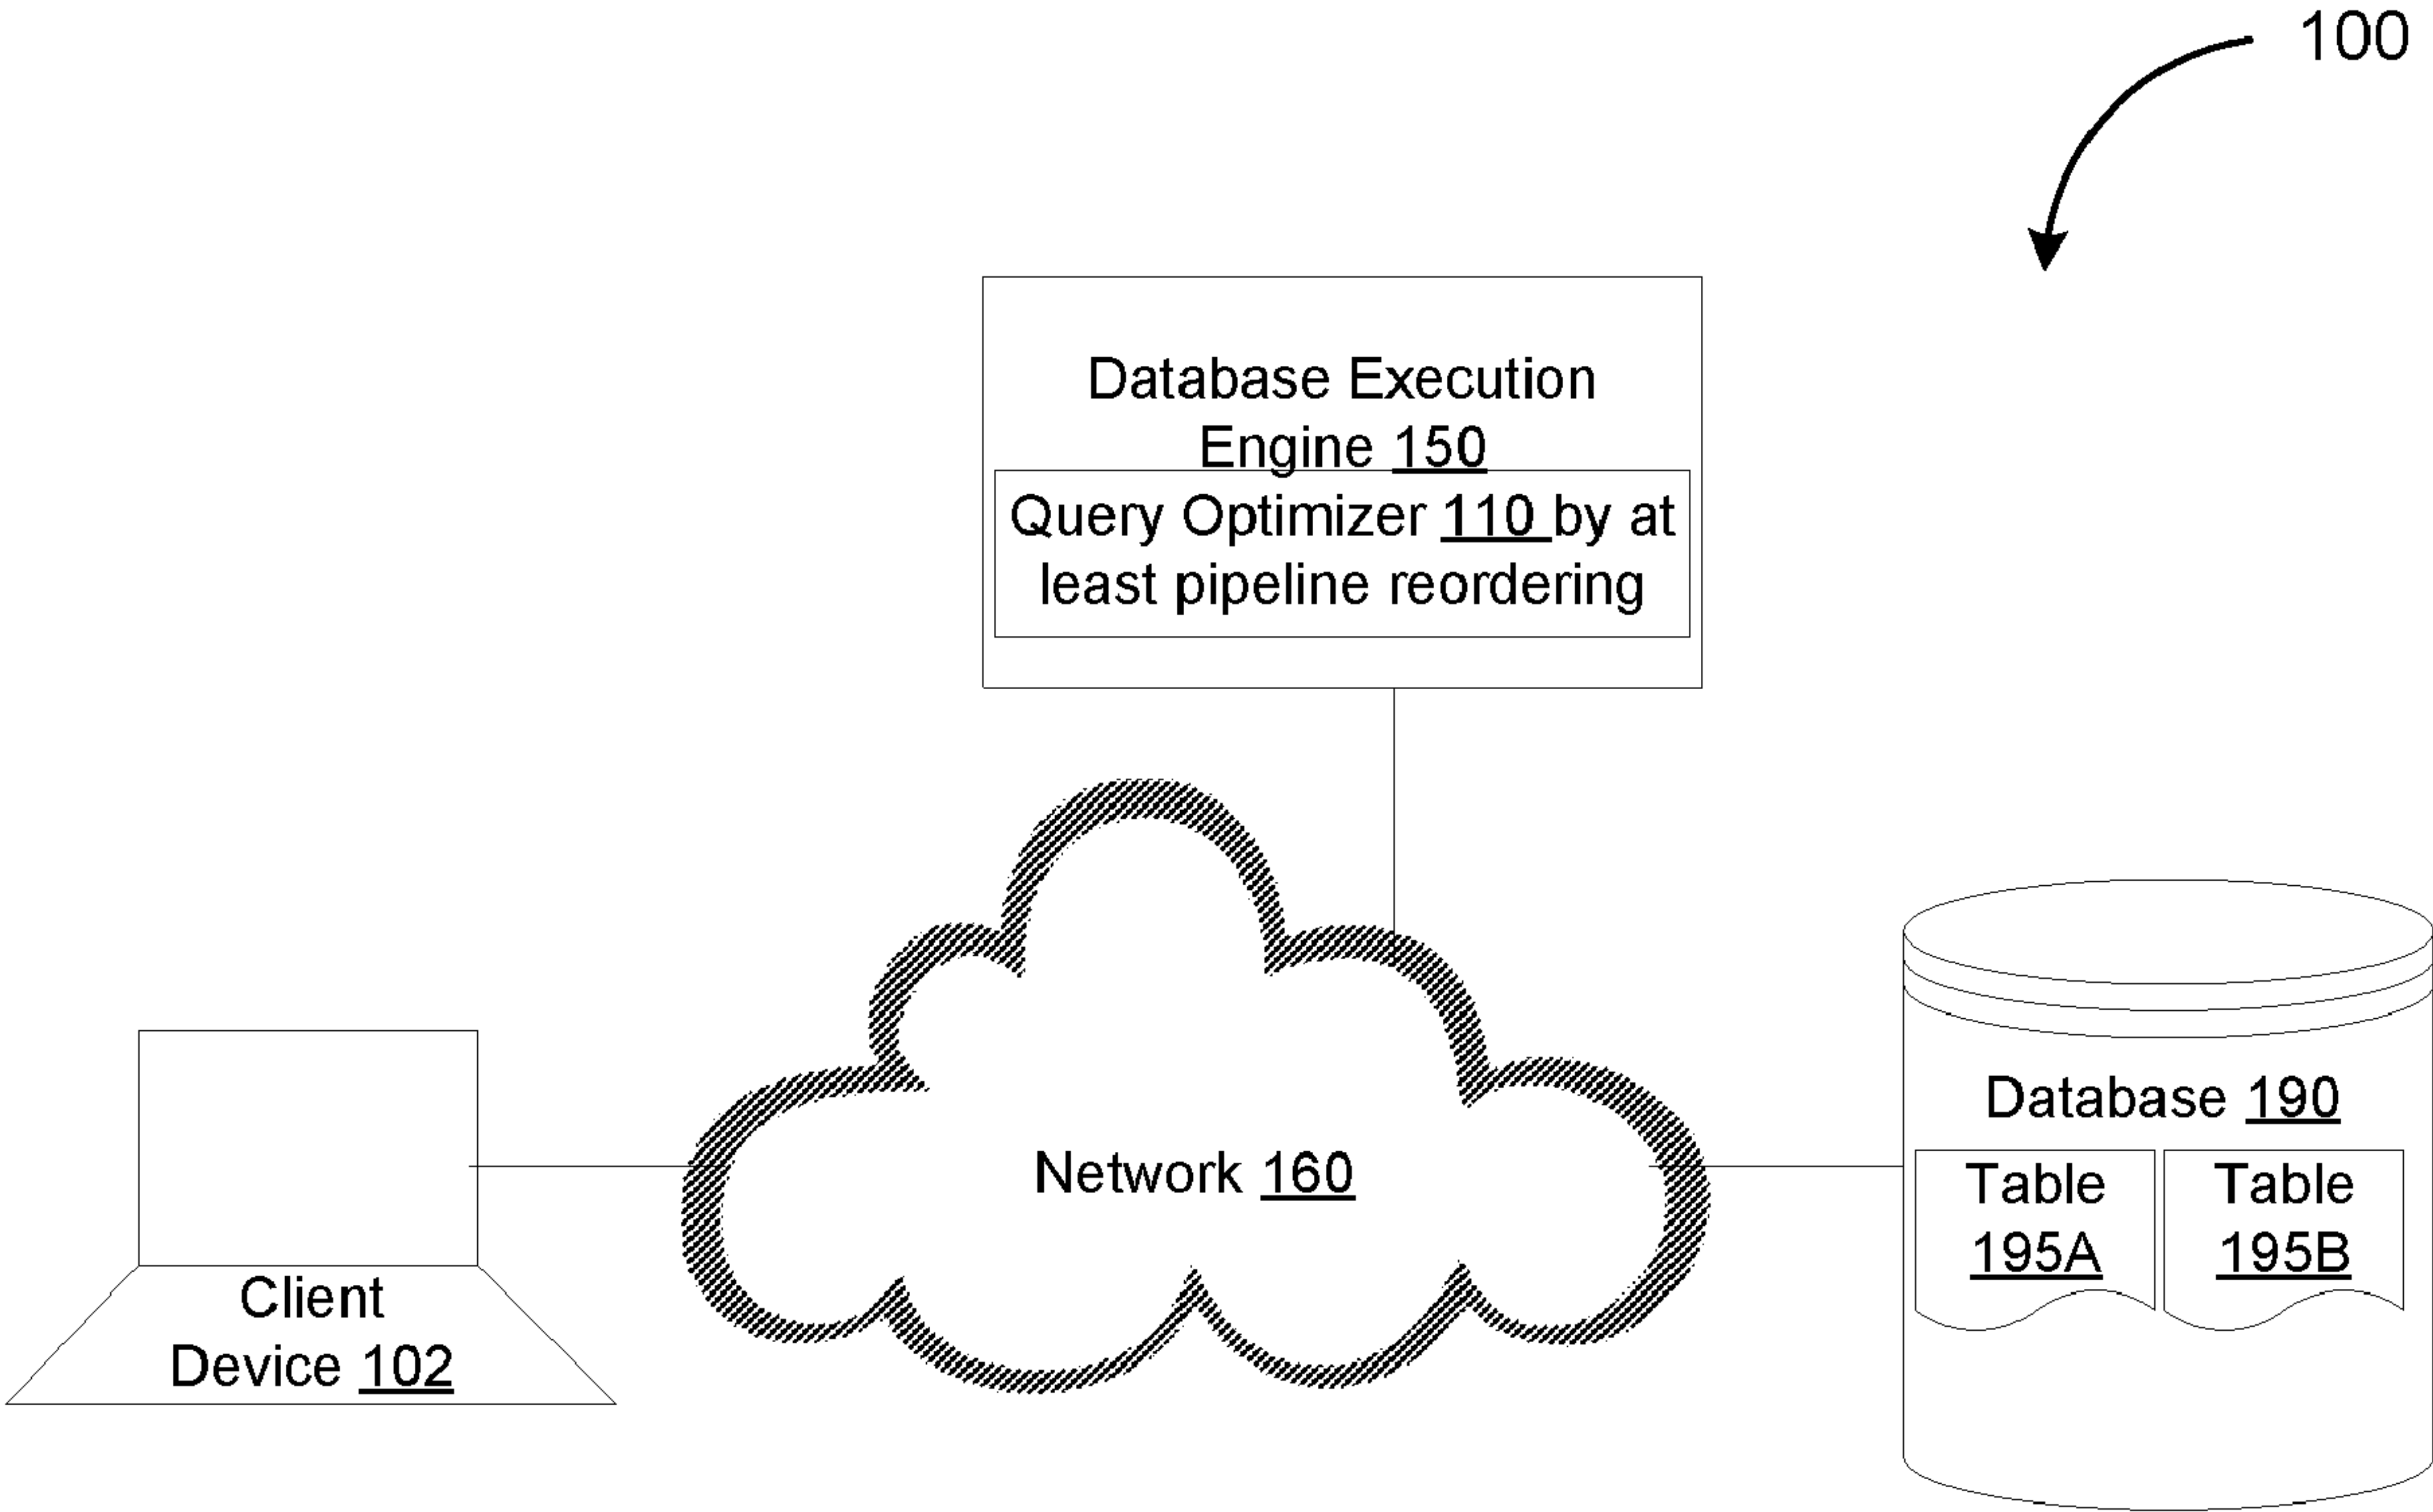 100
Database Execution
Engine 150
Query Optimizer 110 by at
least pipeline reordering
Network 160
Client
Device 102
Database 190
Table
195A
Table
195B